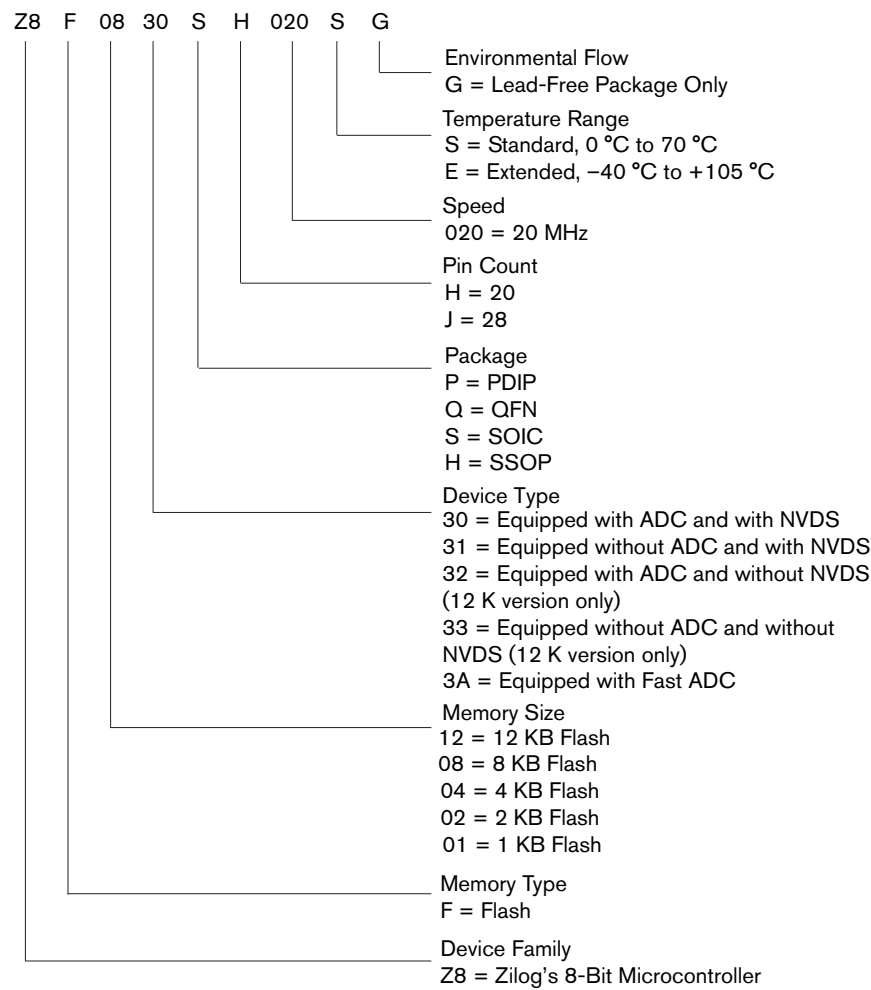 Z8 F 08 30 S H 020 S G
Environmental Flow
G = Lead-Free Package Only
Temperature Range
S = Standard, 0 °C to 70 °C
E = Extended, –40 °C to +105 °C
Speed
020 = 20 MHz
Pin Count
H = 20
J = 28
Package
P = PDIP
Q = QFN
S = SOIC
H = SSOP
Device Type
30 = Equipped with ADC and with NVDS
31 = Equipped without ADC and with NVDS
32 = Equipped with ADC and without NVDS
(12 K version only)
33 = Equipped without ADC and without
NVDS (12 K version only)
3A = Equipped with Fast ADC
Memory Size
12 = 12 KB Flash
08 = 8 KB Flash
04 = 4 KB Flash
02 = 2 KB Flash
01 = 1 KB Flash
Memory Type
F = Flash
Device Family
Z8 = Zilog's 8-Bit Microcontroller